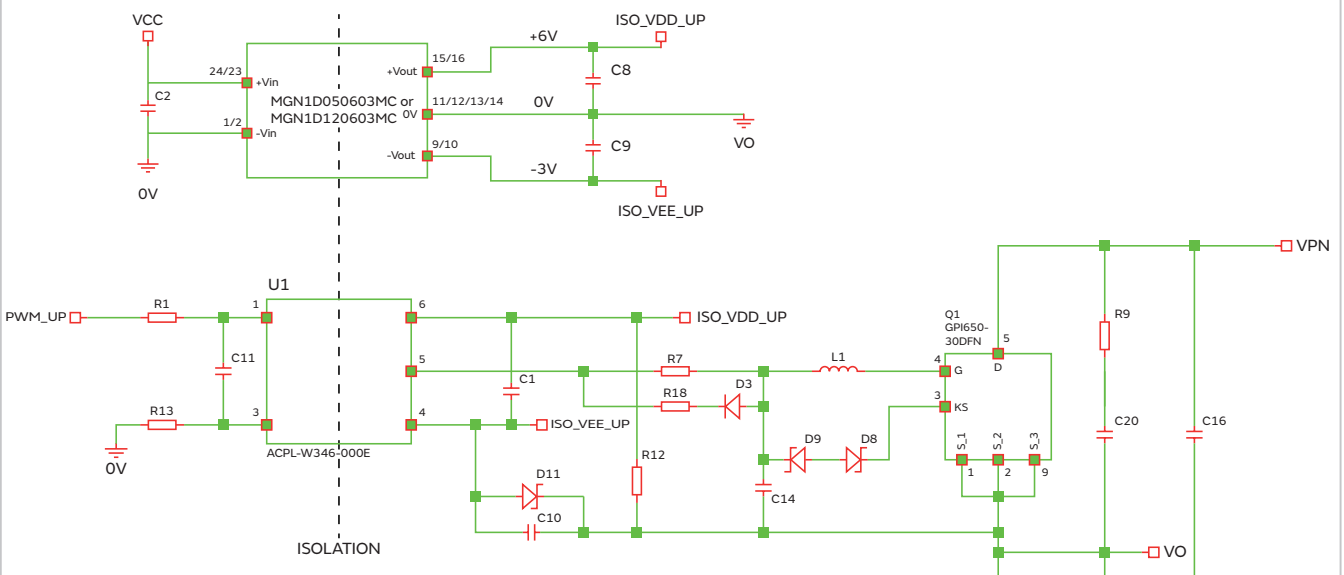 VCC
ISO_VDD_UP
+6V
24/23
+Vin
15/16
+Vout
C2
C8
MGN1D050603MC or
MGN1D120603MC
11/12/13/14
0V
0V
1/2
-Vin
VO
C9
9/10
-Vout
-3V
0V
ISO_VEE_UP
VPN
U1
PWM_UP
R1
1
6
ISO_VDD_UP
Q1
GPI650-
30DFN
R9
5
D
C11
5
R7
L1
4
G
C1
R18
D3
3
KS
R13
3
4
ISO_VEE_UP
C20
C16
0V
ACPL-W346-000E
R12
D9
D8
S_1
S_2
S_3
1
2
9
D11
C14
C10
ISOLATION
VO